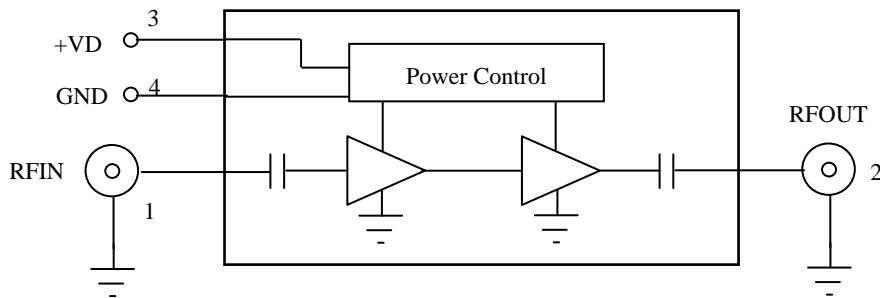 3
+VD
4
GND
Power Control
RFOUT
RFIN
2
1